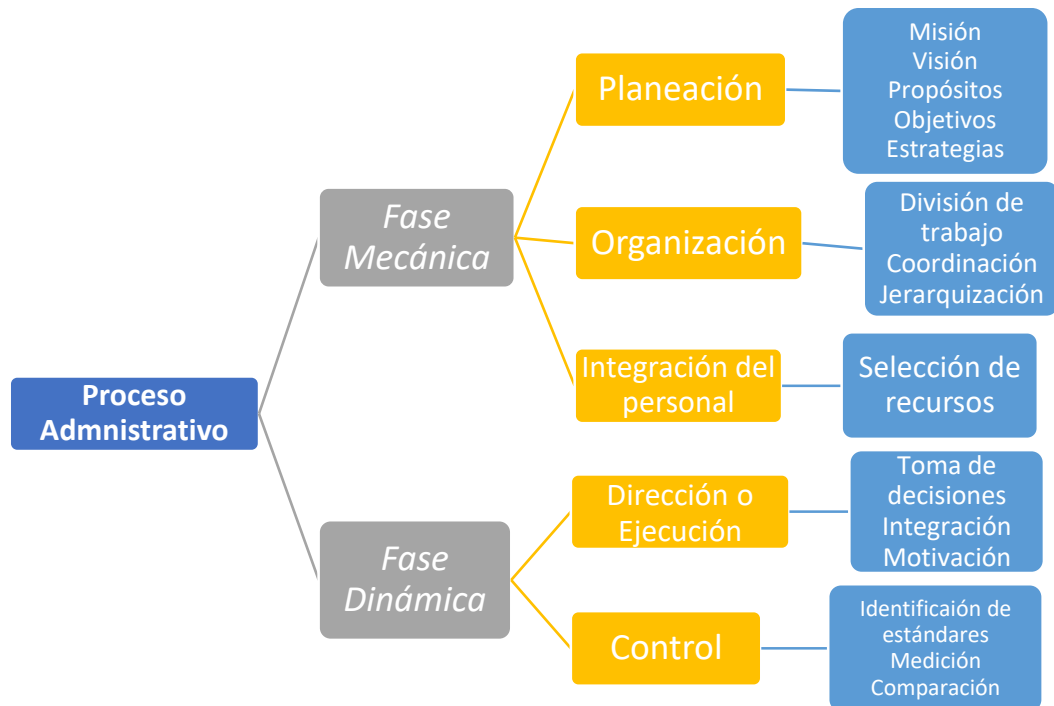 Proceso
Admnistrativo
Fase
Mecánica
Planeación
Misión
Visión
Propósitos
Objetivos
Estrategias
Organización
División de
trabajo
Coordinación
Jerarquización
Integración del
personal
Selección de
recursos
Fase
Dinámica
Dirección o
Ejecución
Toma de
decisiones
Integración
Motivación
Control
Identificaión de
estándares
Medición
Comparación